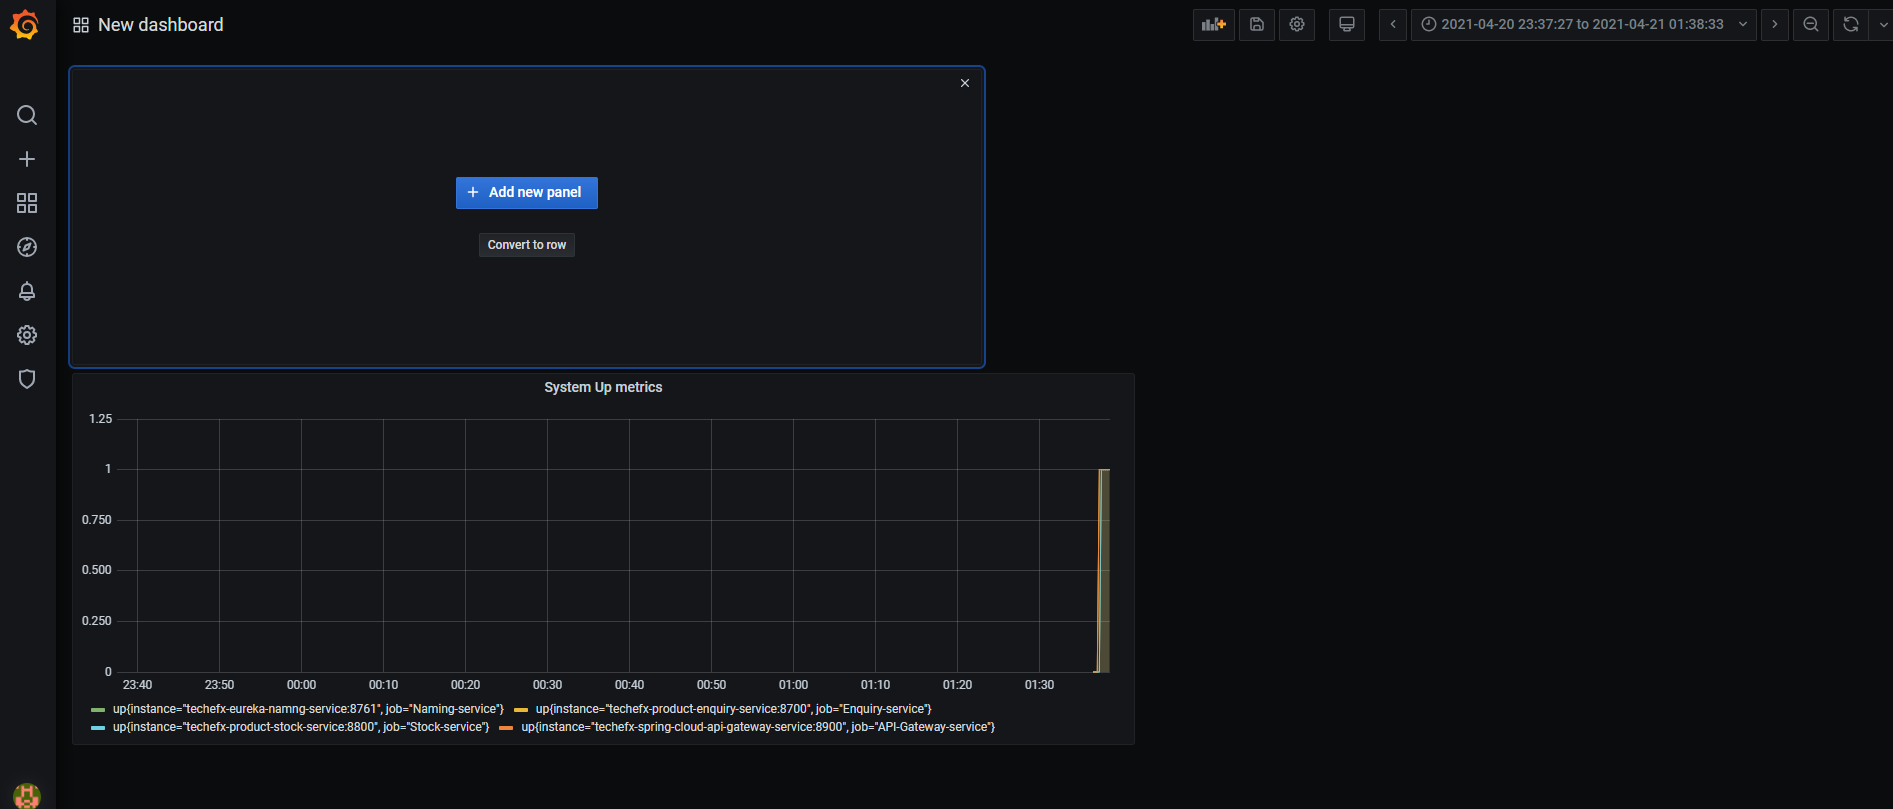 New dashboard
2021-04-20 23:37:27 to 2021-04-21 01:38:33
Add new panel
Convert to row
System Up metrics
1.25
1
0.750
0.500
0.250
0
23:40 23:50 00:00 00:10 00:20 00:30 00:40 00:50 01:00 01:10 01:20 01:30
up{instance="techefx-eureka-namng-service:8761", job="Naming-service"} up{instance="techefx-product-enquiry-service:8700", job="Enquiry-service"}
up{instance="techefx-product-stock-service:8800", job="Stock-service"} up{instance="techefx-spring-cloud-api-gateway-service:8900", job="API-Gateway-service"}